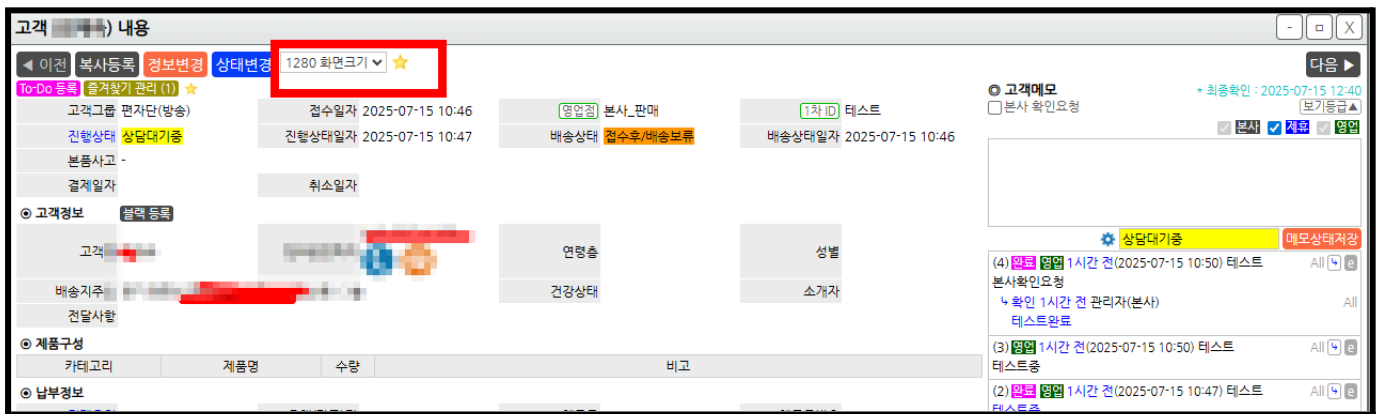 고객 ) 내용
- ㅁ X
◀ 이전 복사등록 정보변경 상태변경 1280 화면크기 다음 ▶
To-Do 등록 즐겨찾기 관리 (1)
고객그룹 편자단(방송) 접수일자 2025-07-15 10:46 영업점 본사_판매 1차 ID 테스트
진행상태 상담대기중 진행상태일자 2025-07-15 10:47 배송상태 접수후/배송보류 배송상태일자 2025-07-15 10:46
본품사고 -
결제일자 취소일자
◎ 고객정보 블랙 등록
고객 연령층 성별
배송지주 건강상태 소개자
전달사항
◎ 제품구성
카테고리 제품명 수량 비고
◎ 납부정보
◎ 고객메모 * 최종확인 : 2025-07-15 12:40
본사 확인요청 보기등급▲
본사 제휴 영업
상담대기중 메모상태저장
(4) 완료 영업 1시간 전(2025-07-15 10:50) 테스트 All e
본사확인요청
↳ 확인 1시간 전 관리자(본사) All
테스트완료
(3) 영업 1시간 전(2025-07-15 10:50) 테스트 All e
테스트중
(2) 완료 영업 1시간 전(2025-07-15 10:47) 테스트 All e
테스트중